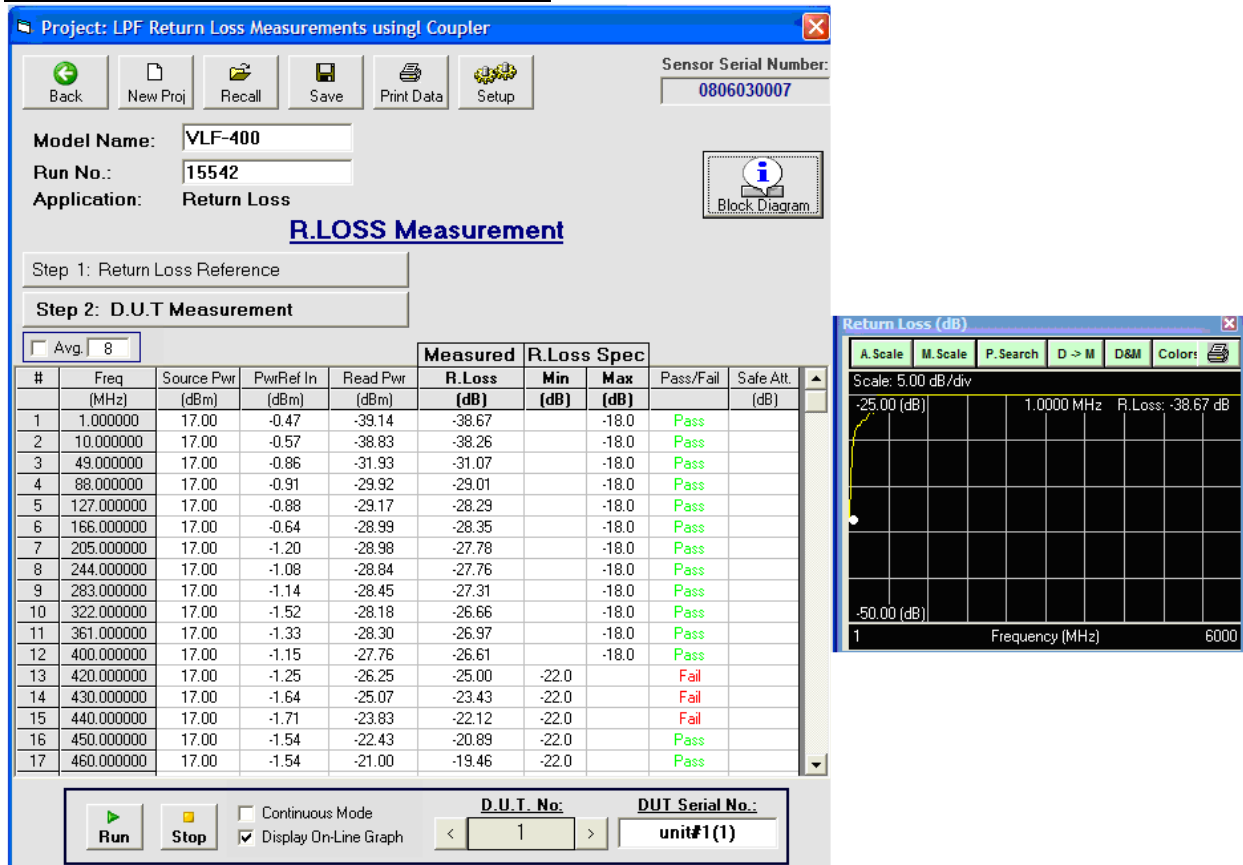 Project: LPF Return Loss Measurements usingl Coupler
Back New Proj Recall Save Print Data Setup
Sensor Serial Number:
0806030007
Model Name: VLF-400
Run No.: 15542
Application: Return Loss
Block Diagram
R.LOSS Measurement
Step 1: Return Loss Reference
Step 2: D.U.T Measurement
Avg. 8
Measured R.Loss Spec
# Freq Source Pwr PwrRef In Read Pwr R.Loss Min Max Pass/Fail Safe Att.
(MHz) (dBm) (dBm) (dBm) (dB) (dB) (dB) (dB)
1 1.000000 17.00 -0.47 -39.14 -38.67 -18.0 Pass
2 10.000000 17.00 -0.57 -38.83 -38.26 -18.0 Pass
3 49.000000 17.00 -0.86 -31.93 -31.07 -18.0 Pass
4 88.000000 17.00 -0.91 -29.92 -29.01 -18.0 Pass
5 127.000000 17.00 -0.88 -29.17 -28.29 -18.0 Pass
6 166.000000 17.00 -0.64 -28.99 -28.35 -18.0 Pass
7 205.000000 17.00 -1.20 -28.98 -27.78 -18.0 Pass
8 244.000000 17.00 -1.08 -28.84 -27.76 -18.0 Pass
9 283.000000 17.00 -1.14 -28.45 -27.31 -18.0 Pass
10 322.000000 17.00 -1.52 -28.18 -26.66 -18.0 Pass
11 361.000000 17.00 -1.33 -28.30 -26.97 -18.0 Pass
12 400.000000 17.00 -1.15 -27.76 -26.61 -18.0 Pass
13 420.000000 17.00 -1.25 -26.25 -25.00 -22.0 Fail
14 430.000000 17.00 -1.64 -25.07 -23.43 -22.0 Fail
15 440.000000 17.00 -1.71 -23.83 -22.12 -22.0 Fail
16 450.000000 17.00 -1.54 -22.43 -20.89 -22.0 Pass
17 460.000000 17.00 -1.54 -21.00 -19.46 -22.0 Pass
Run Stop
Continuous Mode
Display On-Line Graph
D.U.T. No:
< 1 >
DUT Serial No.:
unit#1(1)
Return Loss (dB)
A.Scale M.Scale P.Search D -> M D&M Colors
Scale: 5.00 dB/div
-25.00 (dB) 1.0000 MHz R.Loss: -38.67 dB
-50.00 (dB)
1 Frequency (MHz) 6000